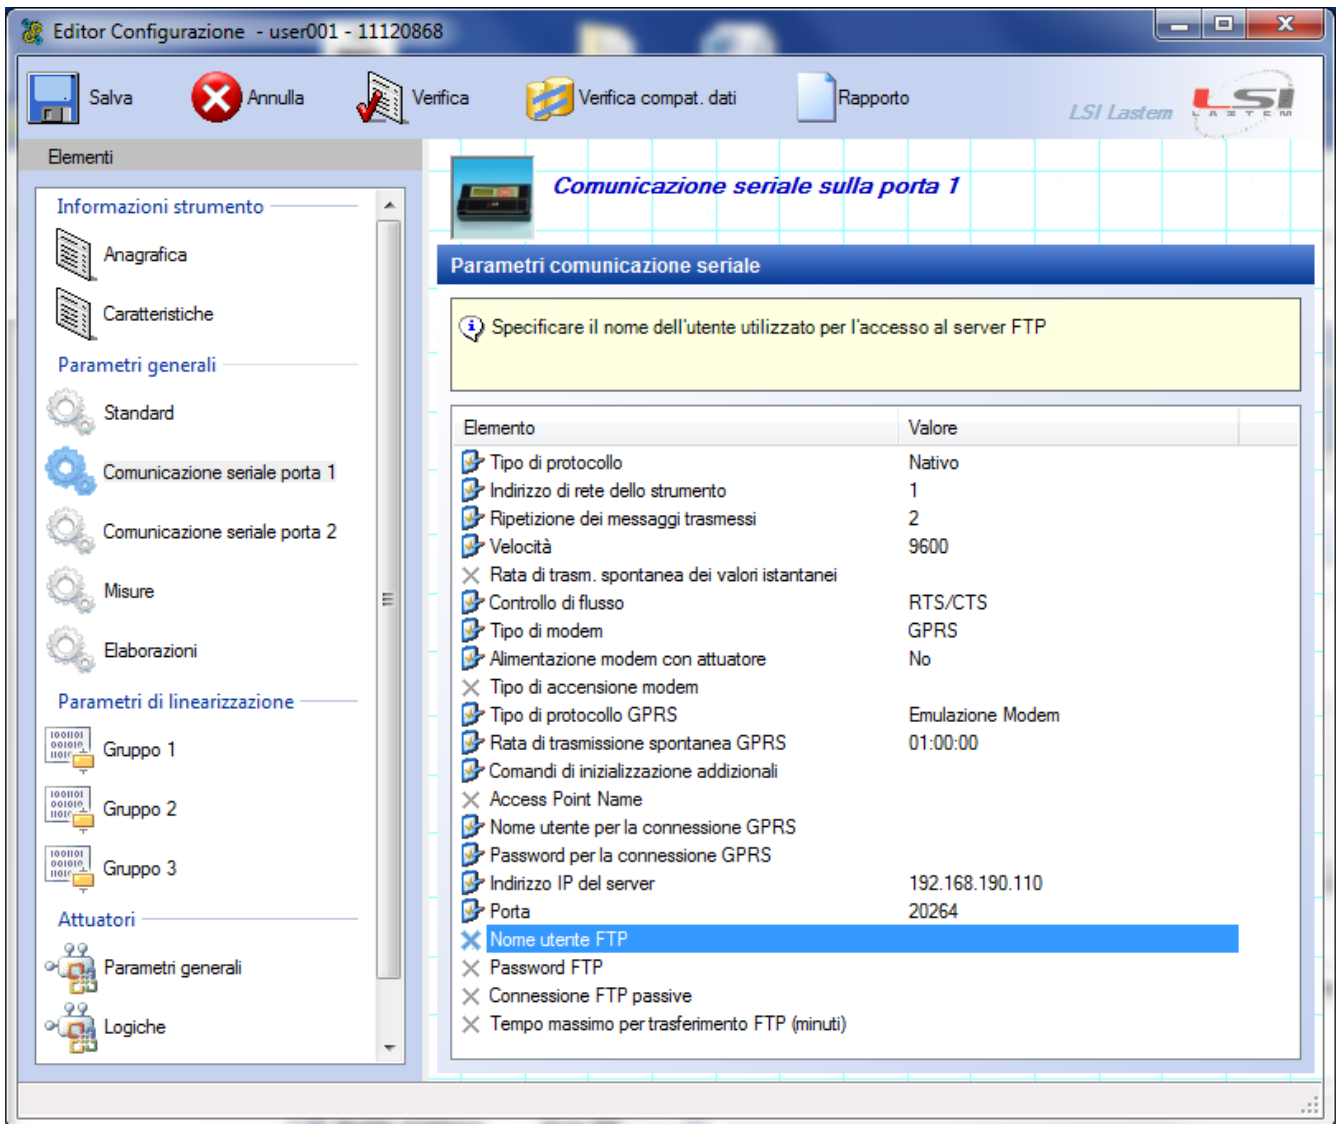 Editor Configurazione - user001 - 11120868
Salva
Annulla
Verifica
Verifica compat. dati
Rapporto
LSI Lastem
LSI
LASTEM
Elementi
Informazioni strumento
Anagrafica
Caratteristiche
Parametri generali
Standard
Comunicazione seriale porta 1
Comunicazione seriale porta 2
Misure
Elaborazioni
Parametri di linearizzazione
Gruppo 1
Gruppo 2
Gruppo 3
Attuatori
Parametri generali
Logiche
Comunicazione seriale sulla porta 1
Parametri comunicazione seriale
Specificare il nome dell'utente utilizzato per l'accesso al server FTP
Elemento Valore
Tipo di protocollo Nativo
Indirizzo di rete dello strumento 1
Ripetizione dei messaggi trasmessi 2
Velocità 9600
Rata di trasm. spontanea dei valori istantanei
Controllo di flusso RTS/CTS
Tipo di modem GPRS
Alimentazione modem con attuatore No
Tipo di accensione modem
Tipo di protocollo GPRS Emulazione Modem
Rata di trasmissione spontanea GPRS 01:00:00
Comandi di inizializzazione addizionali
Access Point Name
Nome utente per la connessione GPRS
Password per la connessione GPRS
Indirizzo IP del server 192.168.190.110
Porta 20264
Nome utente FTP
Password FTP
Connessione FTP passive
Tempo massimo per trasferimento FTP (minuti)